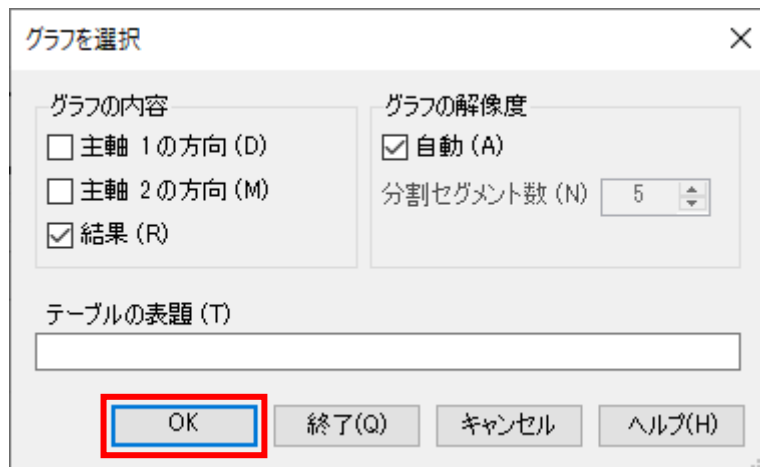 グラフを選択
グラフの内容
主軸 1の方向(D)
主軸 2の方向(M)
結果(R)
グラフの解像度
自動(A)
分割セグメント数(N) 5
テーブルの表題(T)
OK 終了(Q) キャンセル ヘルプ(H)